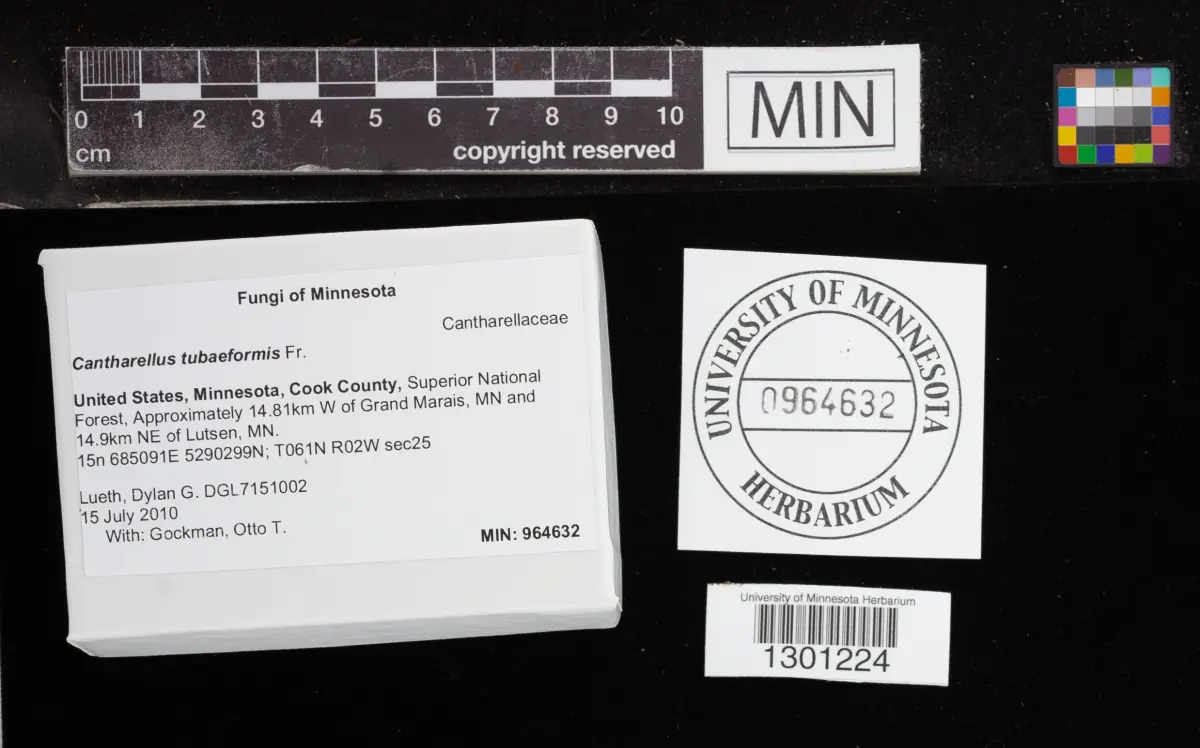 0 1 2 3 4 5 6 7 8 9 10
cm
copyright reserved
MIN
Fungi of Minnesota
Cantharellaceae
Cantharellus tubaeformis Fr.
United States, Minnesota, Cook County, Superior National
Forest, Approximately 14.81km W of Grand Marais, MN and
14.9km NE of Lutsen, MN.
15n 685091E 5290299N; T061N R02W sec25
Lueth, Dylan G. DGL7151002
15 July 2010
With: Gockman, Otto T.
MIN: 964632
UNIVERSITY OF MINNESOTA
0964632
HERBARIUM
University of Minnesota Herbarium
1301224